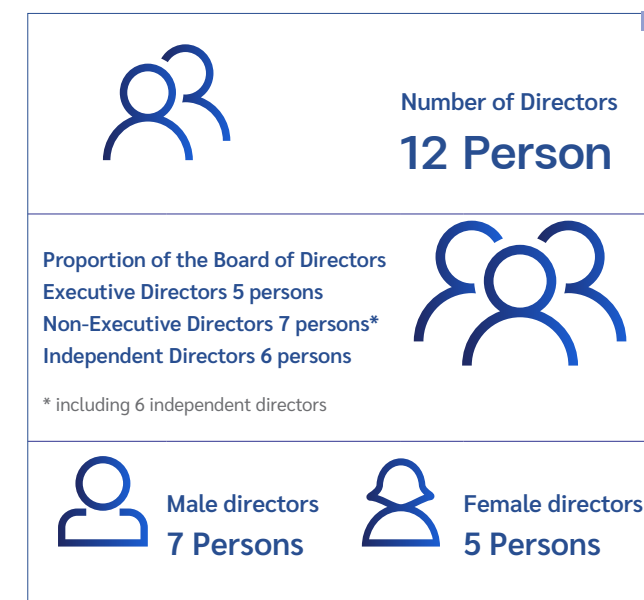 Number of Directors
12 Person
Proportion of the Board of Directors
Executive Directors 5 persons
Non-Executive Directors 7 persons*
Independent Directors 6 persons
* including 6 independent directors
Male directors
7 Persons
Female directors
5 Persons